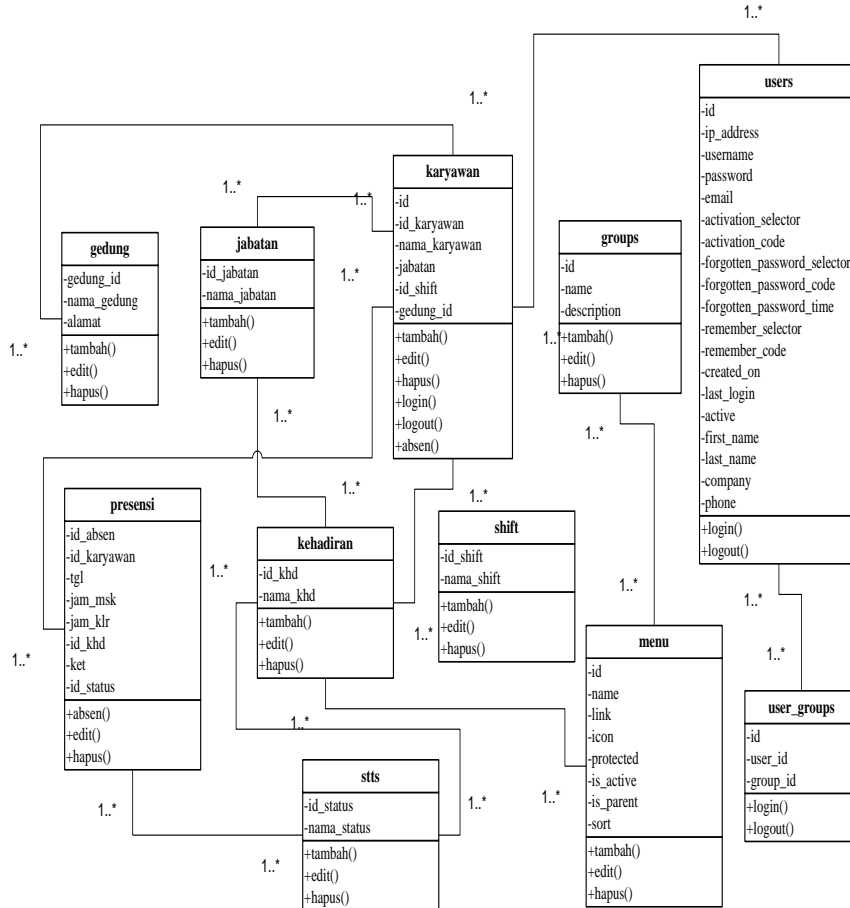 1..*
users
-id
-ip_address
-username
-password
-email
-activation_selector
-activation_code
-forgotten_password_selector
-forgotten_password_code
-forgotten_password_time
-remember_selector
-remember_code
-created_on
-last_login
-active
-first_name
-last_name
-company
-phone
+login()
+logout()
1..*
1..*
karyawan
-id
-id_karyawan
-nama_karyawan
-jabatan
-id_shift
-gedung_id
+tambah()
+edit()
+hapus()
+login()
+logout()
+absen()
1..*
1..*
1..*
1..*
jabatan
-id_jabatan
-nama_jabatan
+tambah()
+edit()
+hapus()
1..*
gedung
-gedung_id
-nama_gedung
-alamat
+tambah()
+edit()
+hapus()
1..*
groups
-id
-name
-description
+tambah()
+edit()
+hapus()
1..*
1..*
presensi
-id_absen
-id_karyawan
-tgl
-jam_msk
-jam_klr
-id_khd
-ket
-id_status
+absen()
+edit()
+hapus()
1..*
1..*
1..*
kehadiran
-id_khd
-nama_khd
+tambah()
+edit()
+hapus()
1..*
1..*
1..*
shift
-id_shift
-nama_shift
+tambah()
+edit()
+hapus()
1..*
menu
-id
-name
-link
-icon
-protected
-is_active
-is_parent
-sort
+tambah()
+edit()
+hapus()
1..*
1..*
user_groups
-id
-user_id
-group_id
+login()
+logout()
1..*
stts
-id_status
-nama_status
+tambah()
+edit()
+hapus()
1..*
1..*